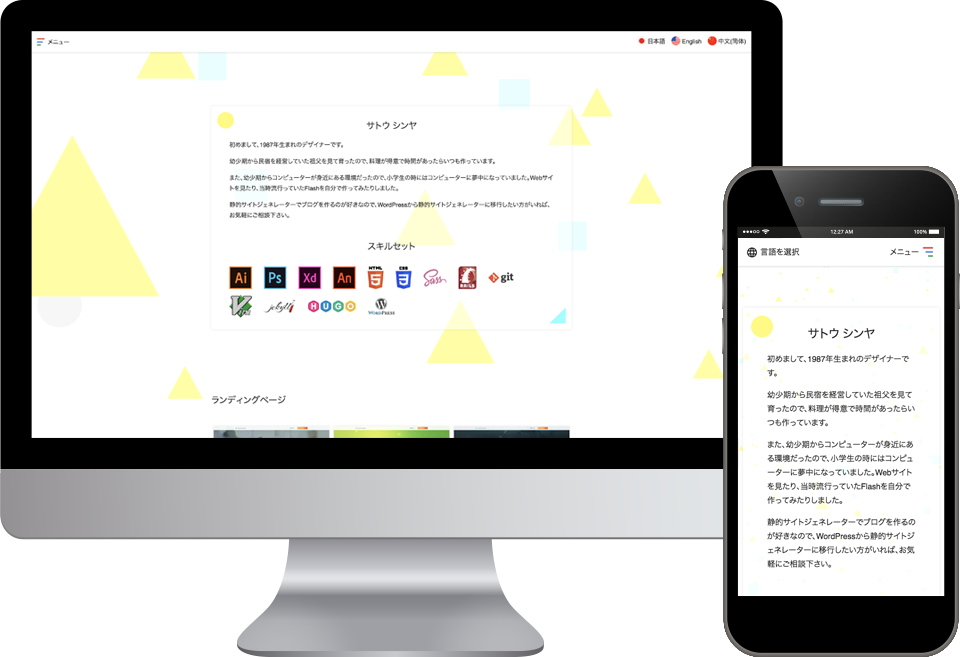 メニュー
日本語 English 中文(简体)
サトウ シンヤ
初めまして、1987年生まれのデザイナーです。
幼少期から民宿を経営していた祖父を見て育ったので、料理が得意で時間があったらいつも作っています。
また、幼少期からコンピューターが身近にある環境だったので、小学生の時にはコンピューターに夢中になっていました。Webサイ
トを見たり、当時流行っていたFlashを自分で作ってみたりしました。
静的サイトジェネレーターでブログを作るのが好きなので、WordPressから静的サイトジェネレーターに移行したい方がいれば、
お気軽にご相談下さい。
スキルセット
Ai Ps Xd An HTML 5 CSS 3 Sass RAILS git
Vim jekyll HUGO WORDPRESS
ランディングページ
12:27 AM 100%
言語を選択 メニュー
サトウ シンヤ
初めまして、1987年生まれのデザイナーで
す。
幼少期から民宿を経営していた祖父を見て
育ったので、料理が得意で時間があったらい
つも作っています。
また、幼少期からコンピューターが身近にあ
る環境だったので、小学生の時にはコンピュ
ーターに夢中になっていました。Webサイト
を見たり、当時流行っていたFlashを自分で
作ってみたりしました。
静的サイトジェネレーターでブログを作るの
が好きなので、WordPressから静的サイトジ
ェネレーターに移行したい方がいれば、お気
軽にご相談下さい。